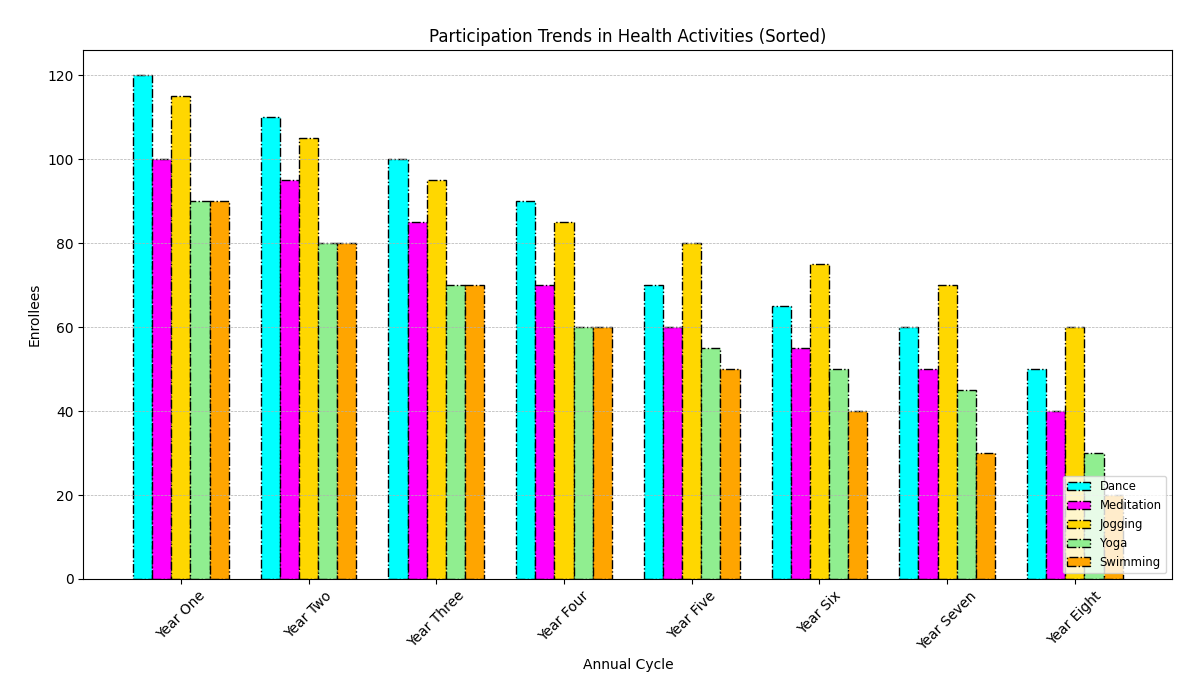 Participation Trends in Health Activities (Sorted)
Enrollees
120
100
80
60
40
20
0
Dance
Meditation
Jogging
Yoga
Swimming
Year One
Year Two
Year Three
Year Four
Year Five
Year Six
Year Seven
Year Eight
Annual Cycle